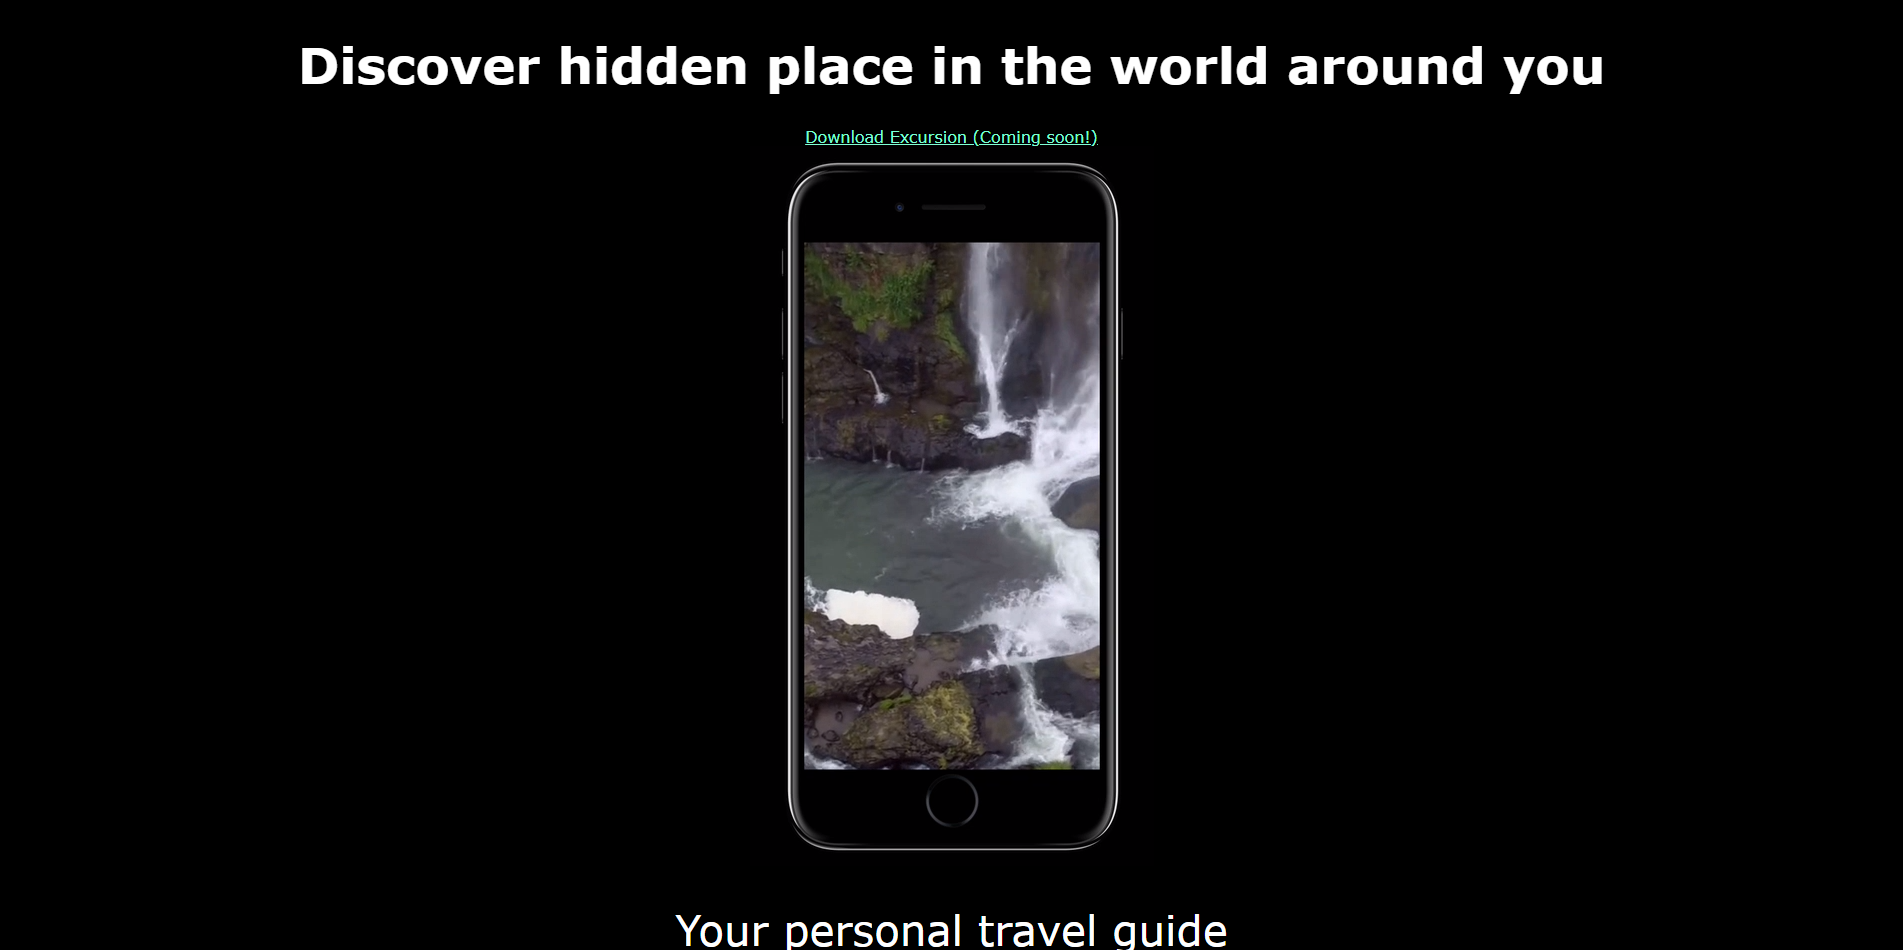 Discover hidden place in the world around you
Download Excursion (Coming soon!)
Your personal travel guide